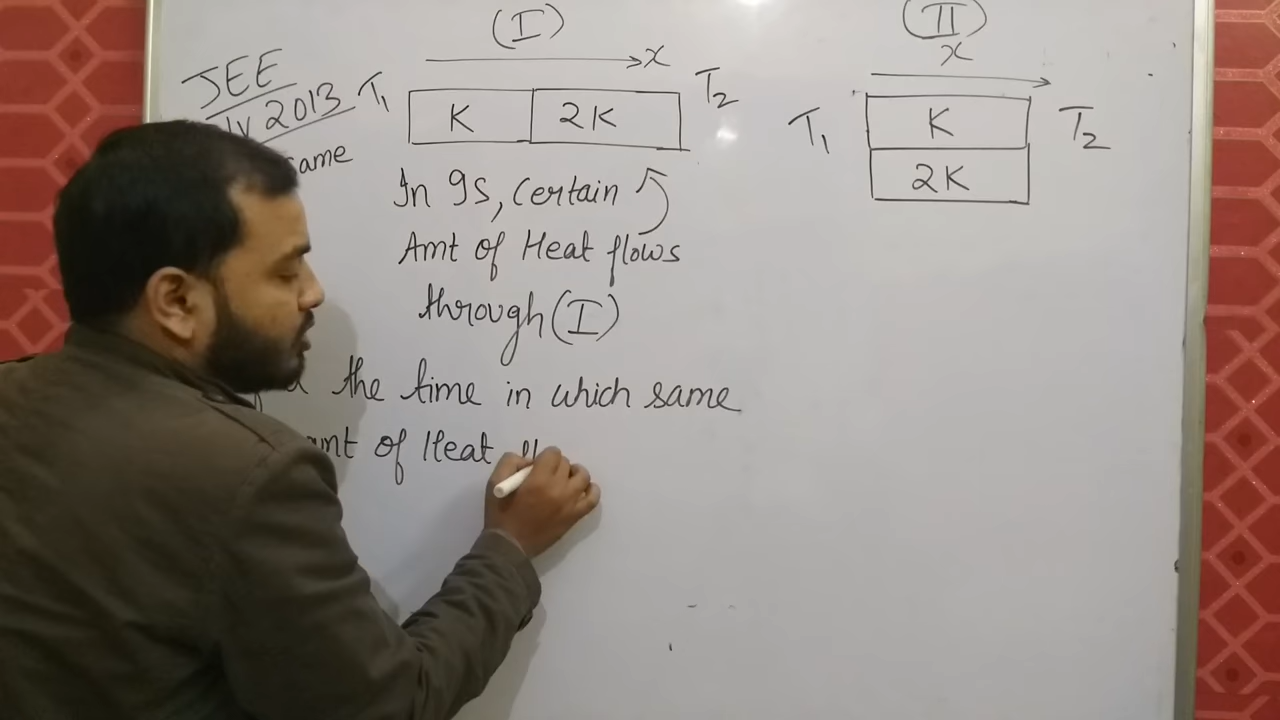 (I)
(II)
x
x
JEE
2013
T1
K
2K
T2
T1
K
2K
T2
In 9s, Certain
Amt of Heat flows
through (I)
the time in which same
of Heat